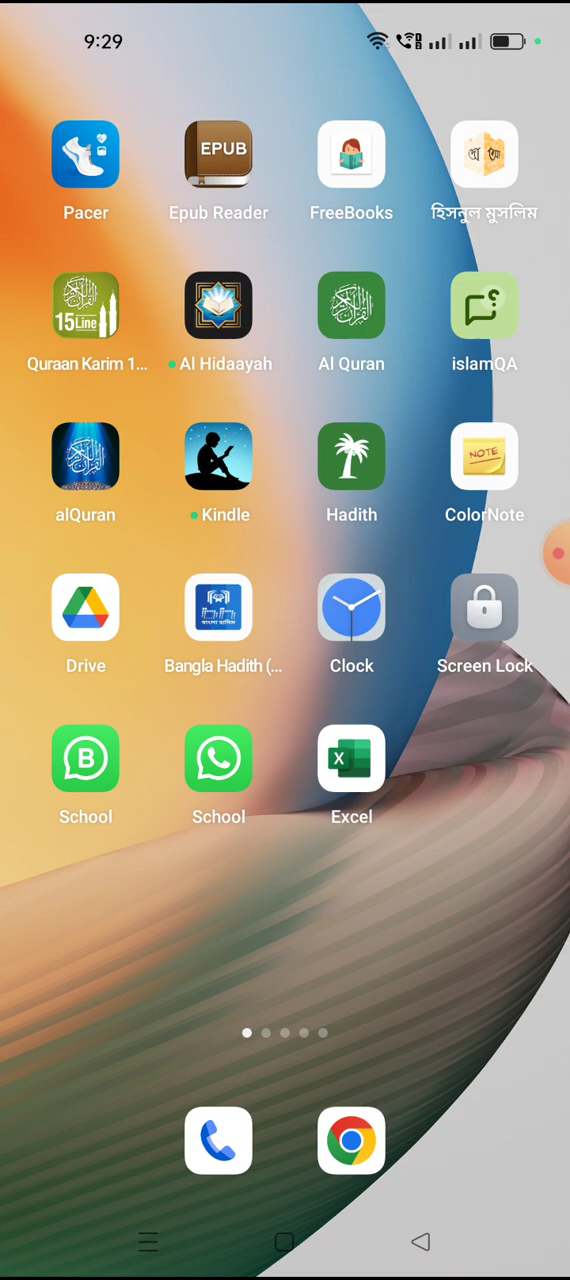 9:29
Pacer
EPUB
Epub Reader
FreeBooks
হিসনুল মুসলিম
15Line
Quraan Karim 1...
Al Hidaayah
Al Quran
islamQA
alQuran
Kindle
Hadith
NOTE
ColorNote
Drive
বাংলা হাদিস
Bangla Hadith (...
Clock
Screen Lock
B
School
School
X
Excel